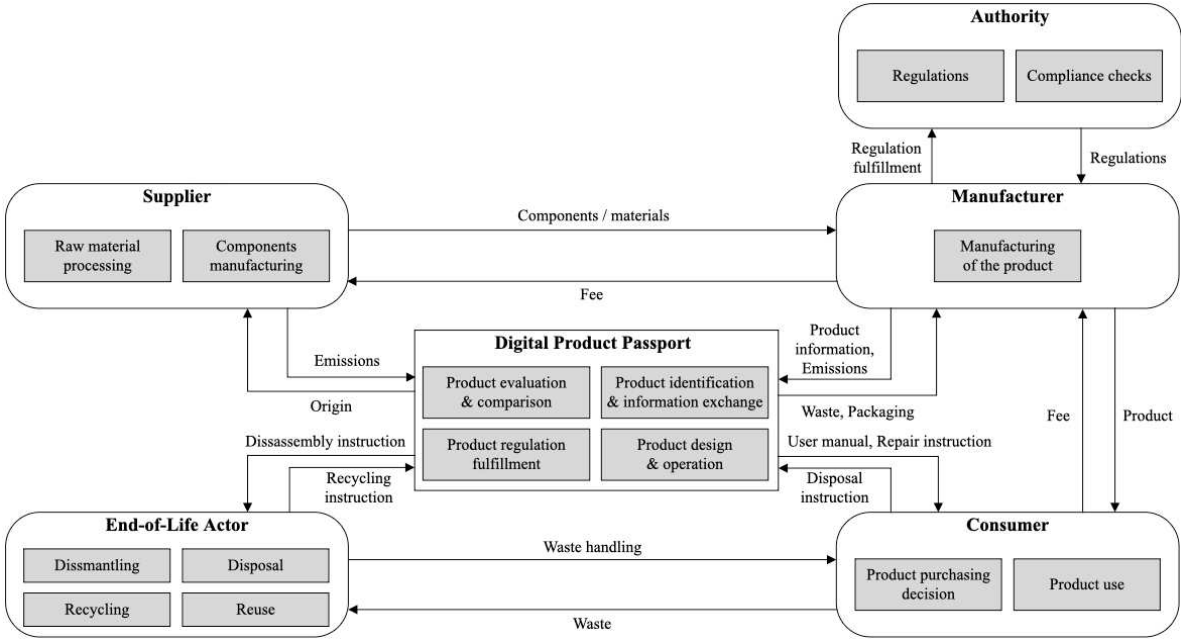 Authority
Regulations
Compliance checks
Regulation
fulfillment
Regulations
Supplier
Raw material
processing
Components
manufacturing
Components / materials
Fee
Manufacturer
Manufacturing
of the product
Emissions
Origin
Digital Product Passport
Product evaluation
& comparison
Product identification
& information exchange
Product regulation
fulfillment
Product design
& operation
Product
information,
Emissions
Waste, Packaging
Fee
Product
Dissassembly instruction
Recycling
instruction
User manual, Repair instruction
Disposal
instruction
End-of-Life Actor
Dissmantling
Disposal
Recycling
Reuse
Waste handling
Waste
Consumer
Product purchasing
decision
Product use